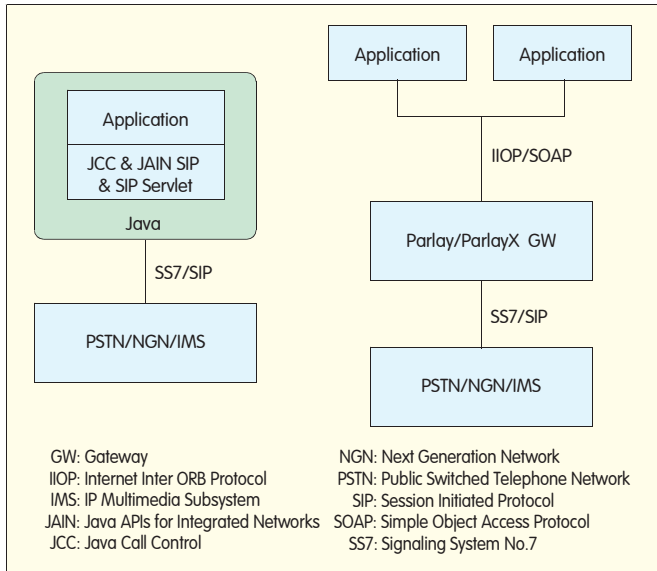 Application
JCC & JAIN SIP
& SIP Servlet
Java
SS7/SIP
PSTN/NGN/IMS
Application
Application
IIOP/SOAP
Parlay/ParlayX GW
SS7/SIP
PSTN/NGN/IMS
GW: Gateway
IIOP: Internet Inter ORB Protocol
IMS: IP Multimedia Subsystem
JAIN: Java APIs for Integrated Networks
JCC: Java Call Control
NGN: Next Generation Network
PSTN: Public Switched Telephone Network
SIP: Session Initiated Protocol
SOAP: Simple Object Access Protocol
SS7: Signaling System No.7